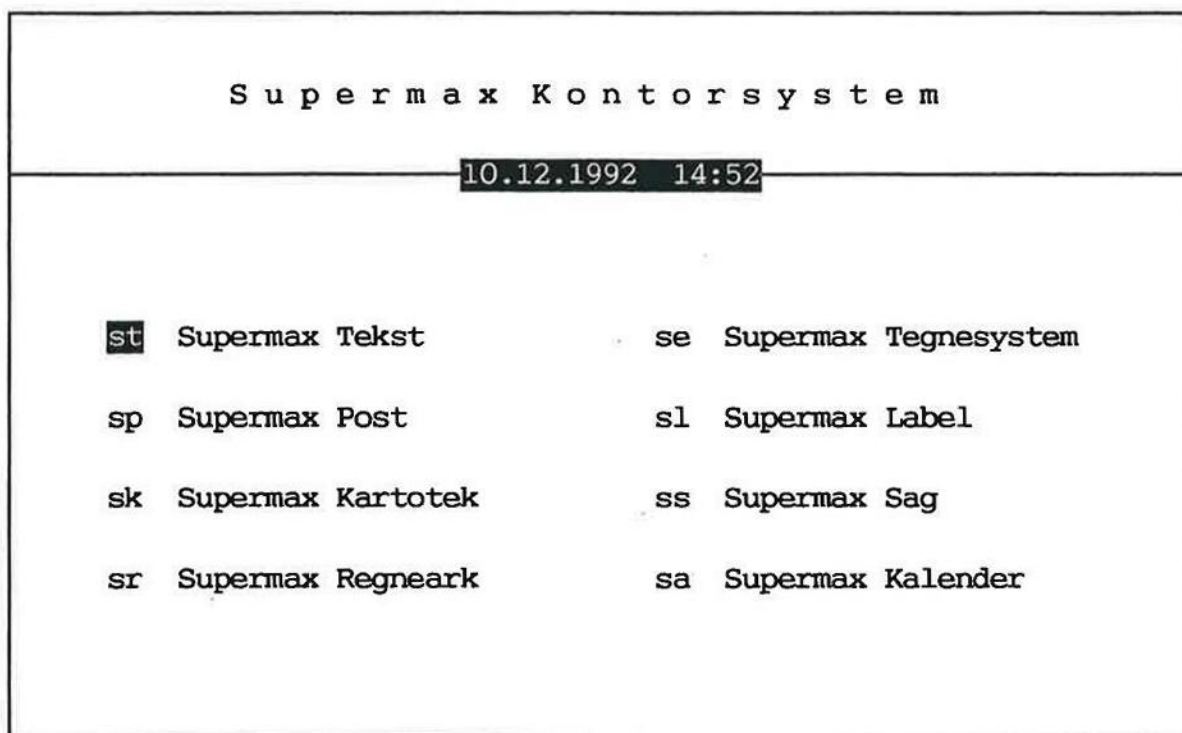 Supermax Kontorsystem
10.12.1992 14:52
st Supermax Tekst se Supermax Tegnesystem
sp Supermax Post sl Supermax Label
sk Supermax Kartotek ss Supermax Sag
sr Supermax Regneark sa Supermax Kalender